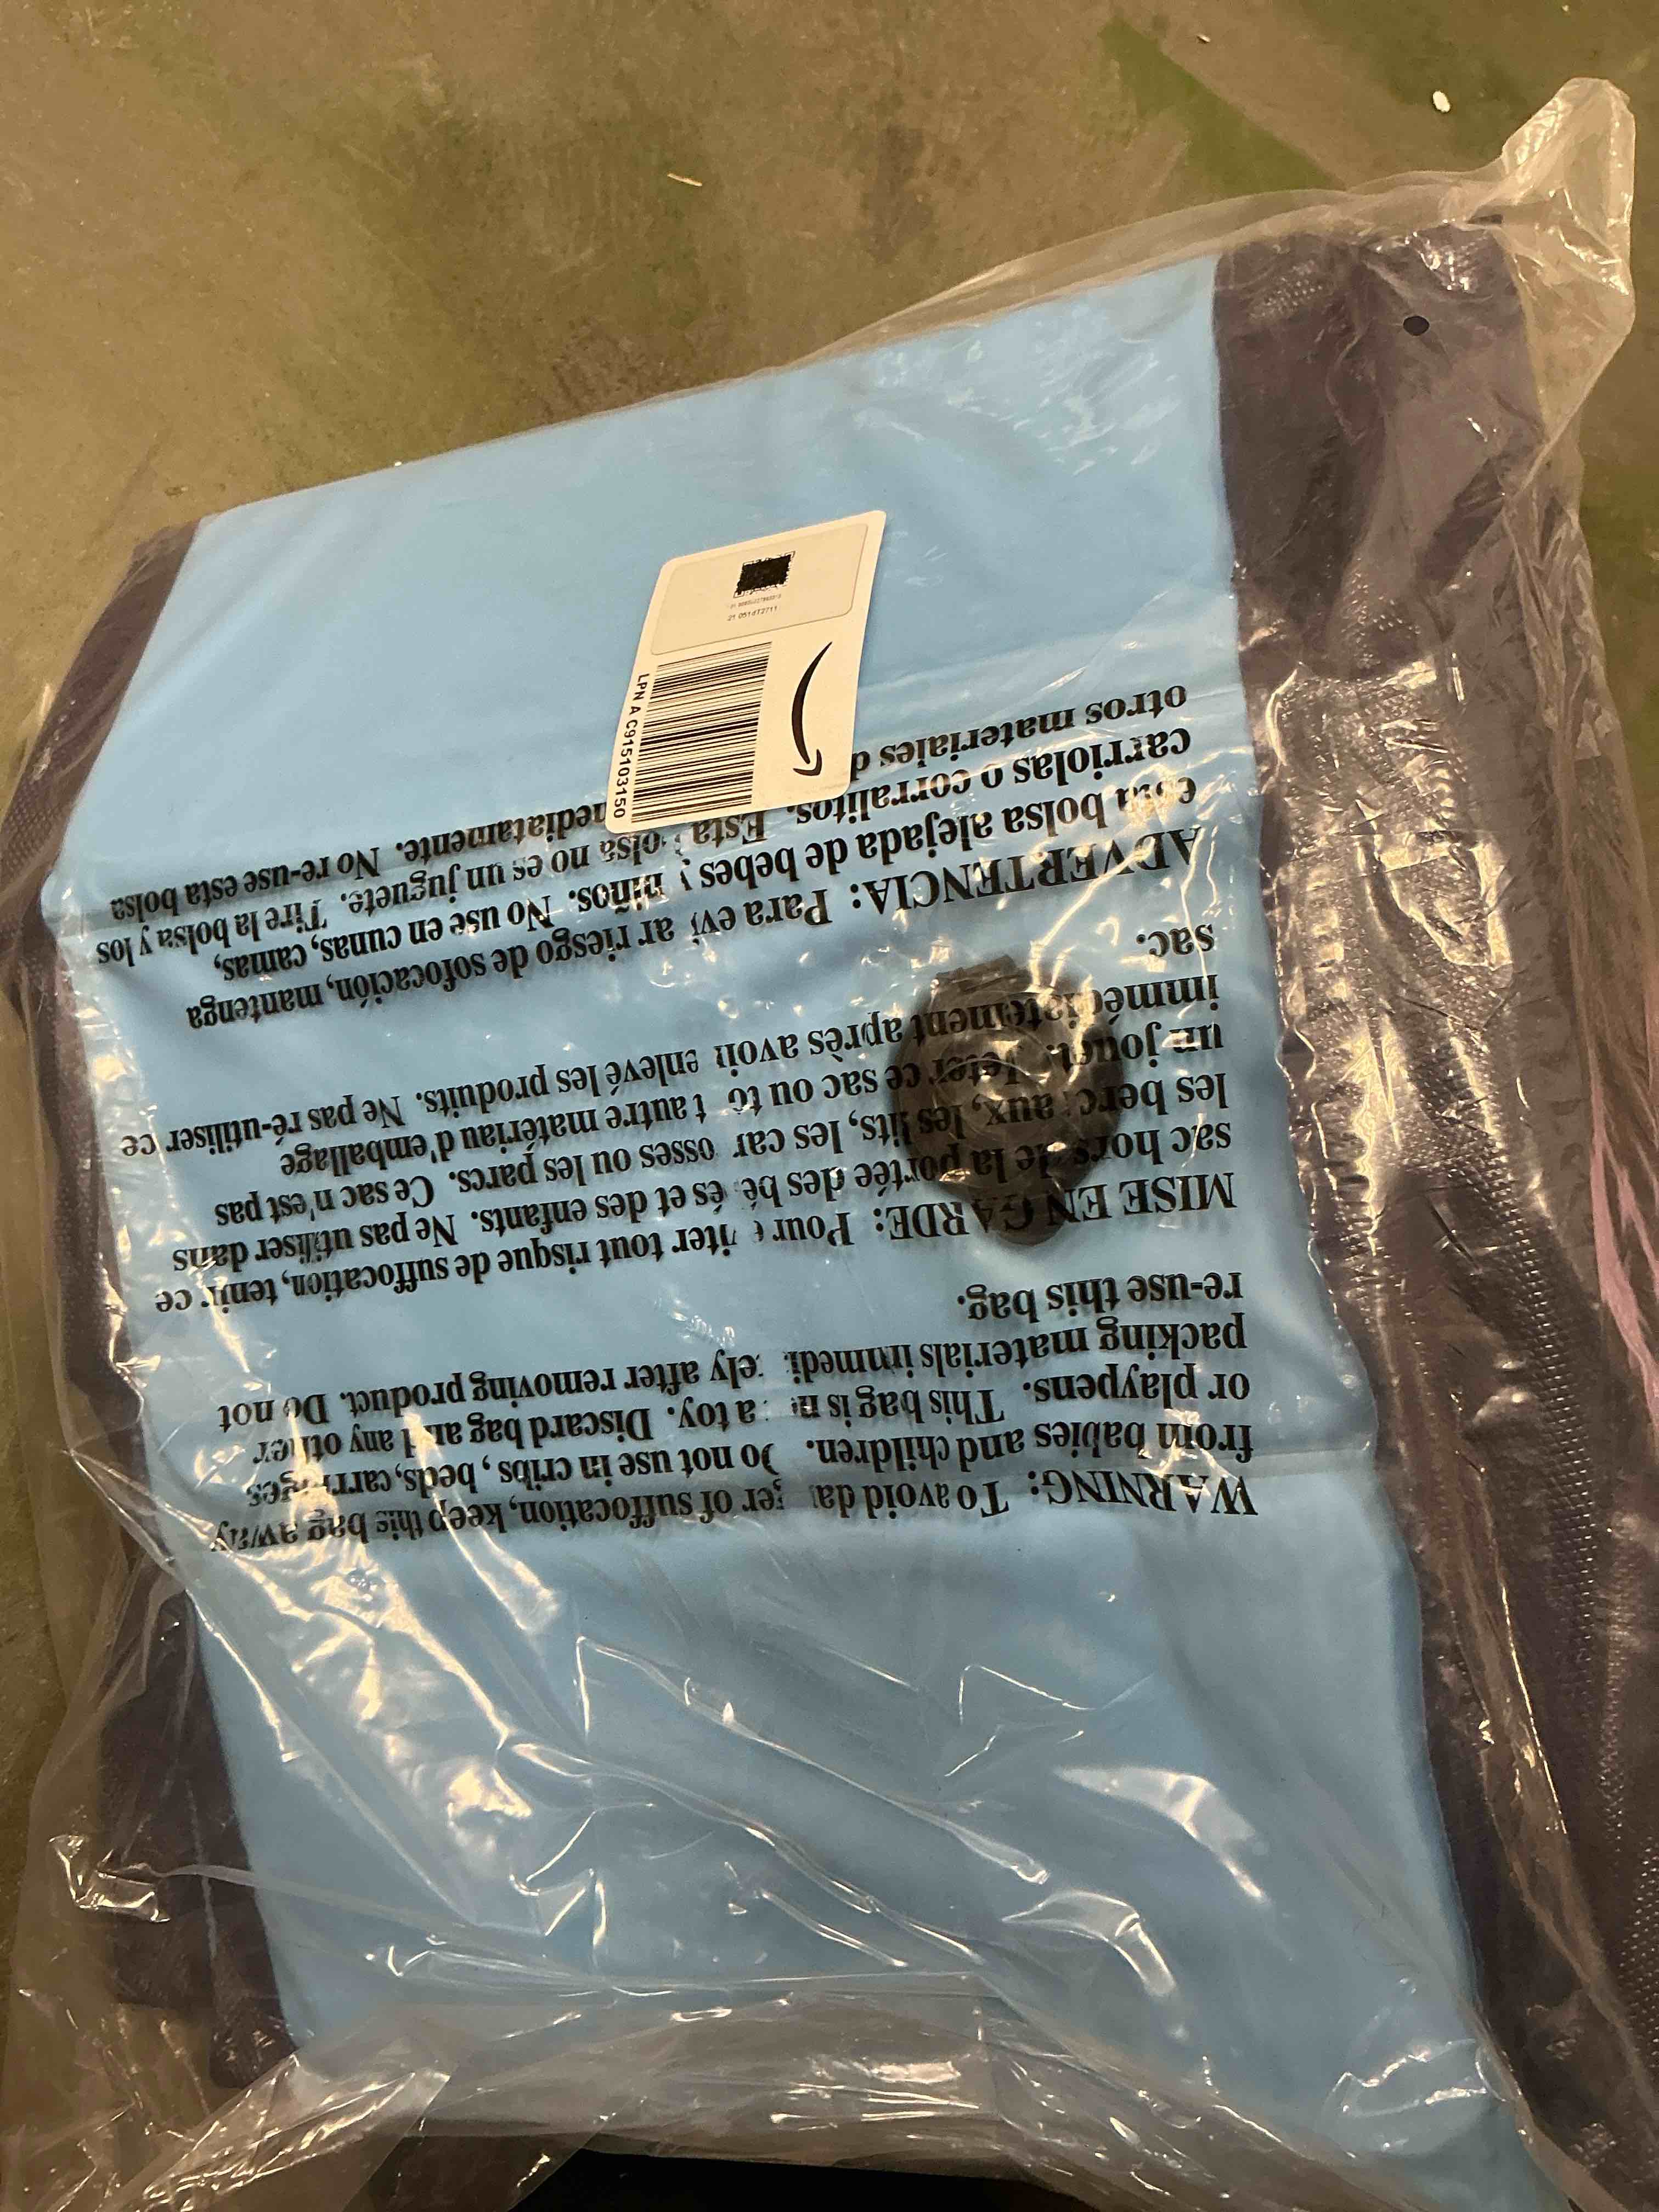 WARNING: To avoid da ger of suffocation, keep this bag away
from babies and children. Do not use in cribs, beds, carriages
or playpens. This bag is n a toy. Discard bag and any other
packing materials immedi ely after removing product. Do not
re-use this bag.
MISE EN GARDE: Pour éviter tout risque de suffocation, tenir ce
sac hors de la portée des bé és et des enfants. Ne pas utiliser dans
les berceaux, les lits, les car osses ou les parcs. Ce sac n'est pas
un jouet. Jeter ce sac ou to t autre matériau d'emballage
immédiatement après avoir enlevé les produits. Ne pas ré-utiliser ce
sac.
ADVERTENCIA: Para evi ar riesgo de sofocación, mantenga
esta bolsa alejada de bebes y niños. No use en cunas, camas,
carriolas o corralitos. Esta bolsa no es un juguete. Tire la bolsa y los
otros materiales d nediatamente. No re-use esta bolsa
LPN A C915103150